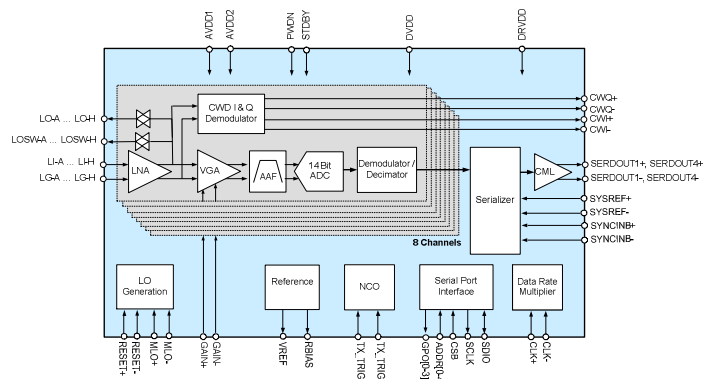 AVDD1
AVDD2
PWDN
STDBY
DVDD
DRVDD
LO-A ... LO-H
LOSW-A ... LOSW-H
LI-A ... LI-H
LG-A ... LG-H
CWD I & Q
Demodulator
LNA
VGA
AAF
14Bit
ADC
Demodulator /
Decimator
8 Channels
Serializer
CML
CWQ+
CWQ-
CWI+
CWI-
SERDOUT1+, SERDOUT4+
SERDOUT1-, SERDOUT4-
SYSREF+
SYSREF-
SYNCINB+
SYNCINB-
LO
Generation
Reference
NCO
Serial Port
Interface
Data Rate
Multiplier
RESET+
RESET-
MLO+
MLO-
GAIN+
GAIN-
VREF
RBIAS
TX_TRIG
TX_TRIG
GPO[0-3]
CSB
SCLK
SDIO
CLK+
CLK-